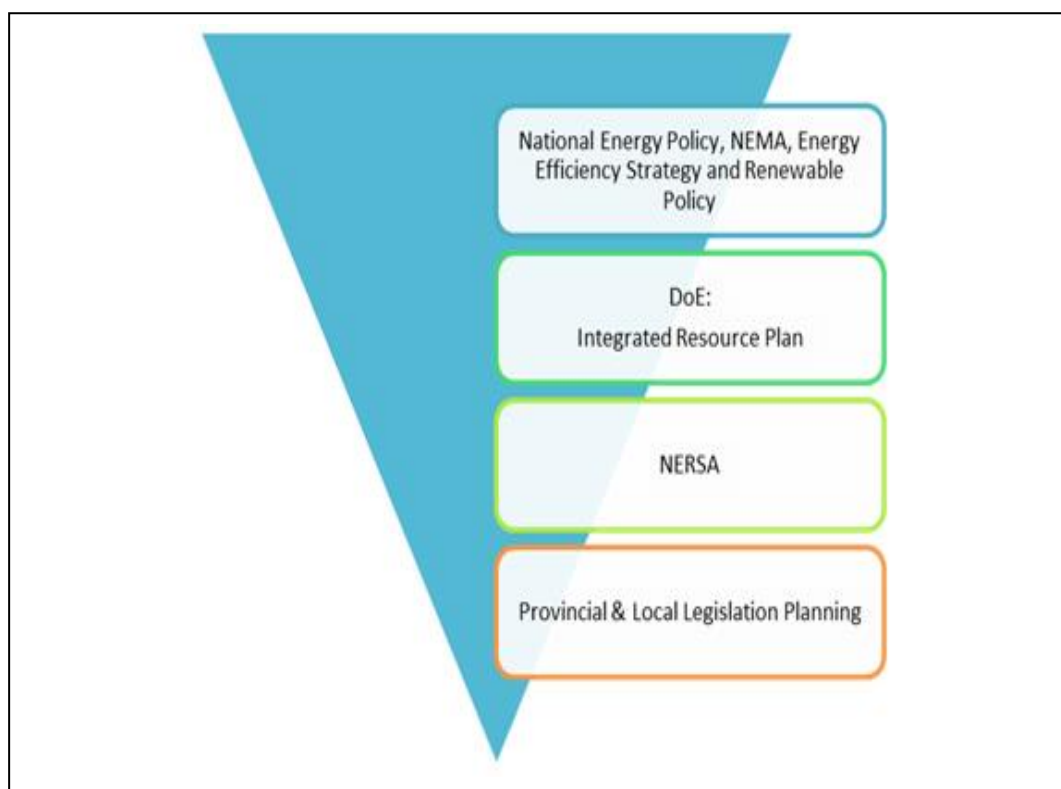 National Energy Policy, NEMA, Energy
Efficiency Strategy and Renewable
Policy
DoE:
Integrated Resource Plan
NERSA
Provincial & Local Legislation Planning